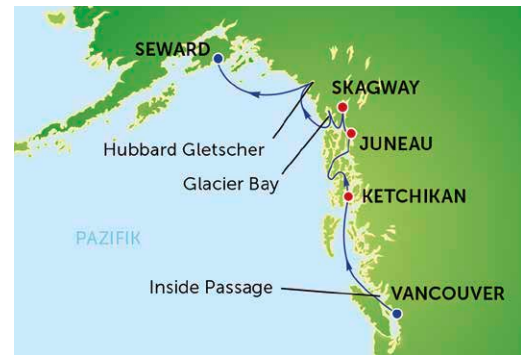 SEWARD
SKAGWAY
Hubbard Gletscher
JUNEAU
Glacier Bay
KETCHIKAN
PAZIFIK
Inside Passage
VANCOUVER